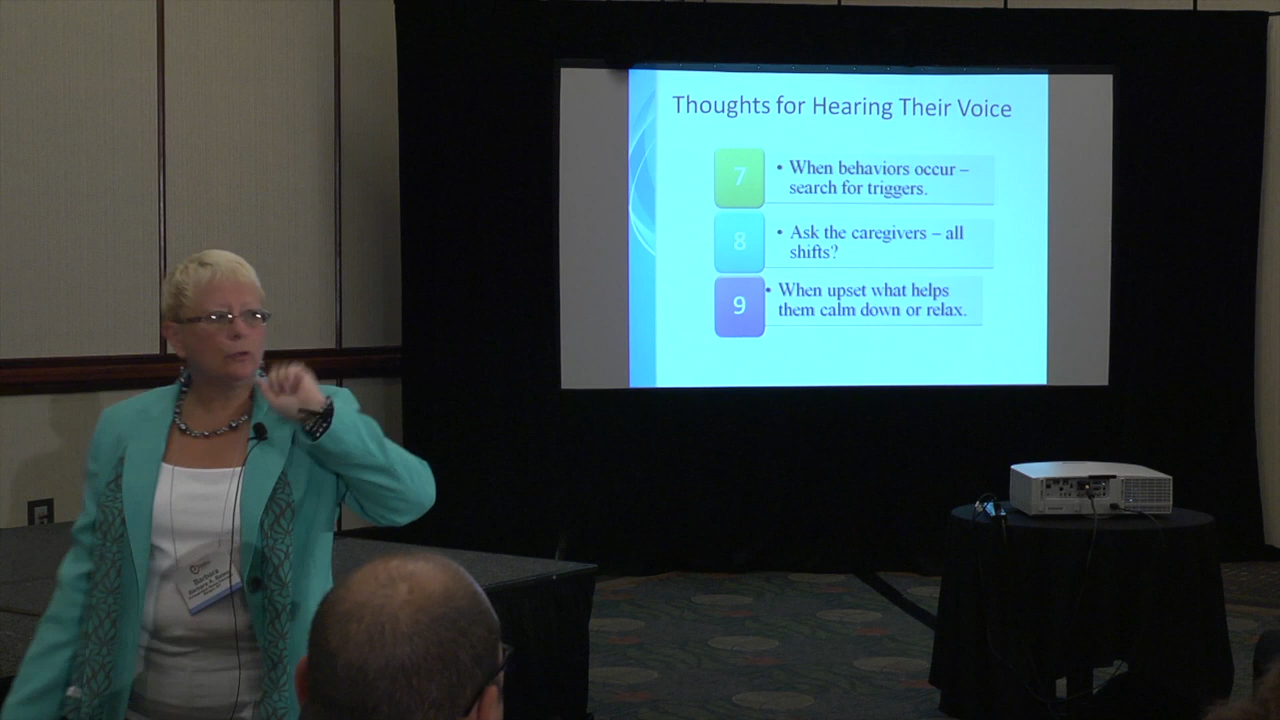 Thoughts for Hearing Their Voice
7
• When behaviors occur –
search for triggers.
8
• Ask the caregivers – all
shifts?
9
• When upset what helps
them calm down or relax.
Barbara